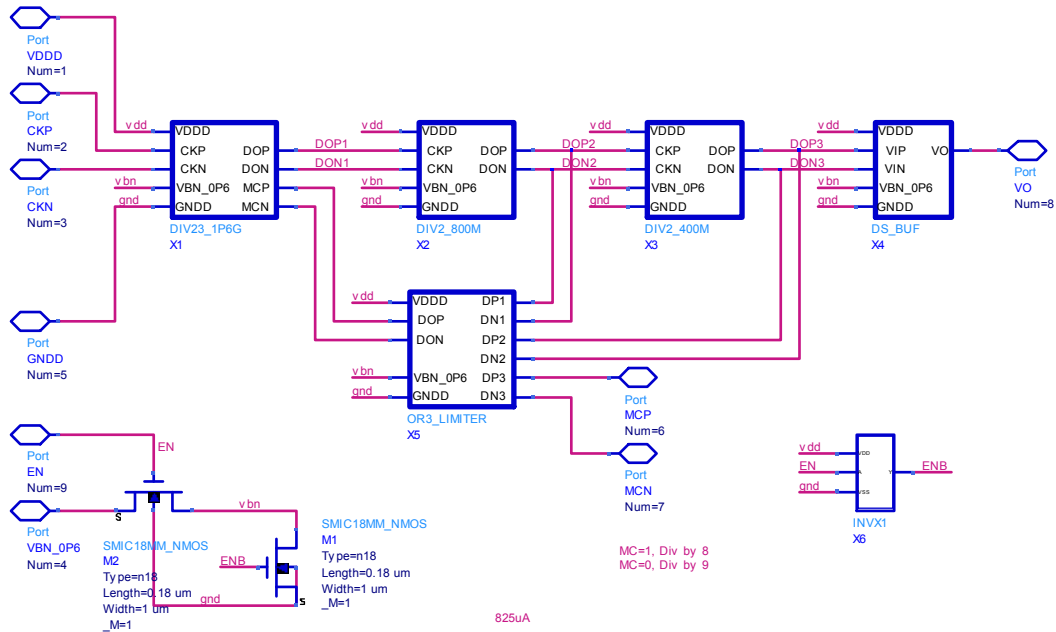 Port
VDDD
Num=1
Port
CKP
Num=2
Port
CKN
Num=3
vdd
vbn
gnd
VDDD
CKP
CKN
VBN_0P6
GNDD
DOP
DON
MCP
MCN
DIV23_1P6G
X1
DOP1
DON1
vdd
vbn
gnd
VDDD
CKP
CKN
VBN_0P6
GNDD
DOP
DON
DIV2_800M
X2
DOP2
DON2
vdd
vbn
gnd
VDDD
CKP
CKN
VBN_0P6
GNDD
DOP
DON
DIV2_400M
X3
DOP3
DON3
vdd
vbn
gnd
VDDD
VIP
VIN
VBN_0P6
GNDD
VO
DS_BUF
X4
Port
VO
Num=8
Port
GNDD
Num=5
vdd
vbn
gnd
VDDD
DOP
DON
VBN_0P6
GNDD
DP1
DN1
DP2
DN2
DP3
DN3
OR3_LIMITER
X5
Port
MCP
Num=6
Port
MCN
Num=7
Port
EN
Num=9
EN
Port
VBN_0P6
Num=4
S
vbn
SMIC18MM_NMOS
M2
Type=n18
Length=0.18 um
Width=1 um
_M=1
gnd
ENB
S
SMIC18MM_NMOS
M1
Type=n18
Length=0.18 um
Width=1 um
_M=1
vdd
EN
gnd
VDD
A
VSS
Y
ENB
INVX1
X6
MC=1, Div by 8
MC=0, Div by 9
825uA